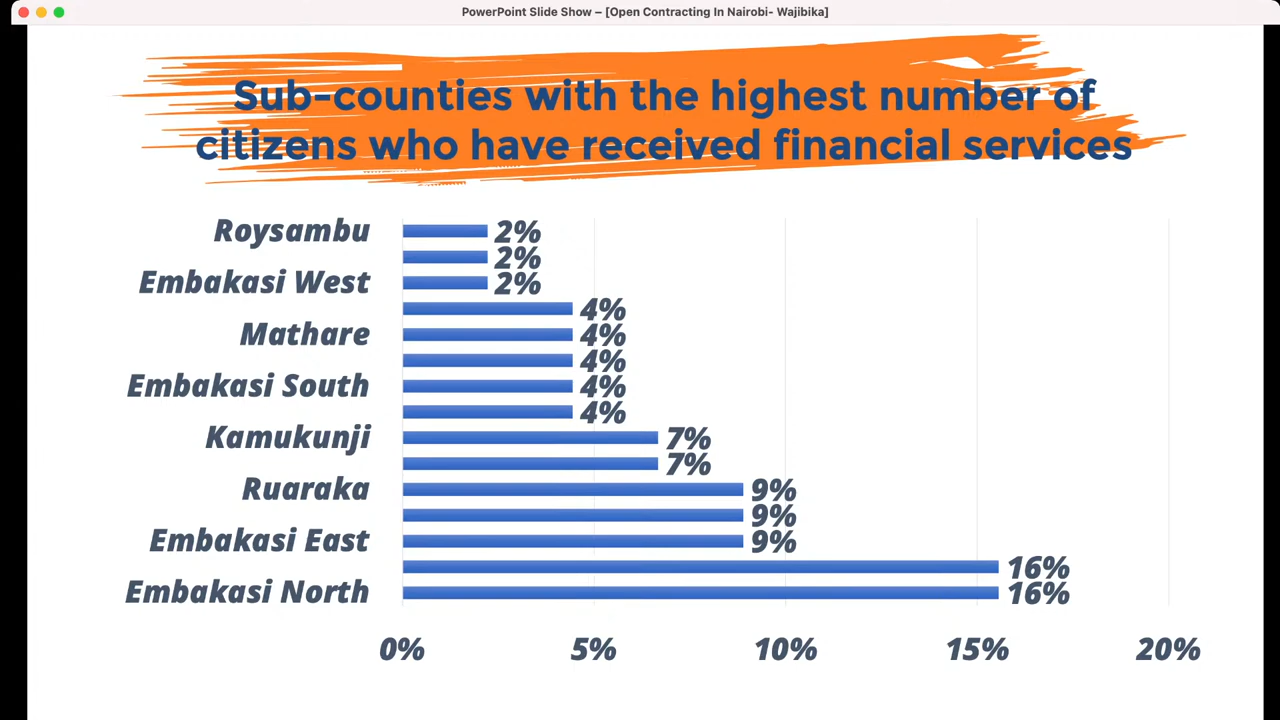 PowerPoint Slide Show – [Open Contracting In Nairobi- Wajibika]
Sub-counties with the highest number of
citizens who have received financial services
Roysambu 2%
2%
Embakasi West 2%
4%
Mathare 4%
4%
Embakasi South 4%
4%
Kamukunji 7%
7%
Ruaraka 9%
9%
Embakasi East 9%
16%
Embakasi North 16%
0% 5% 10% 15% 20%